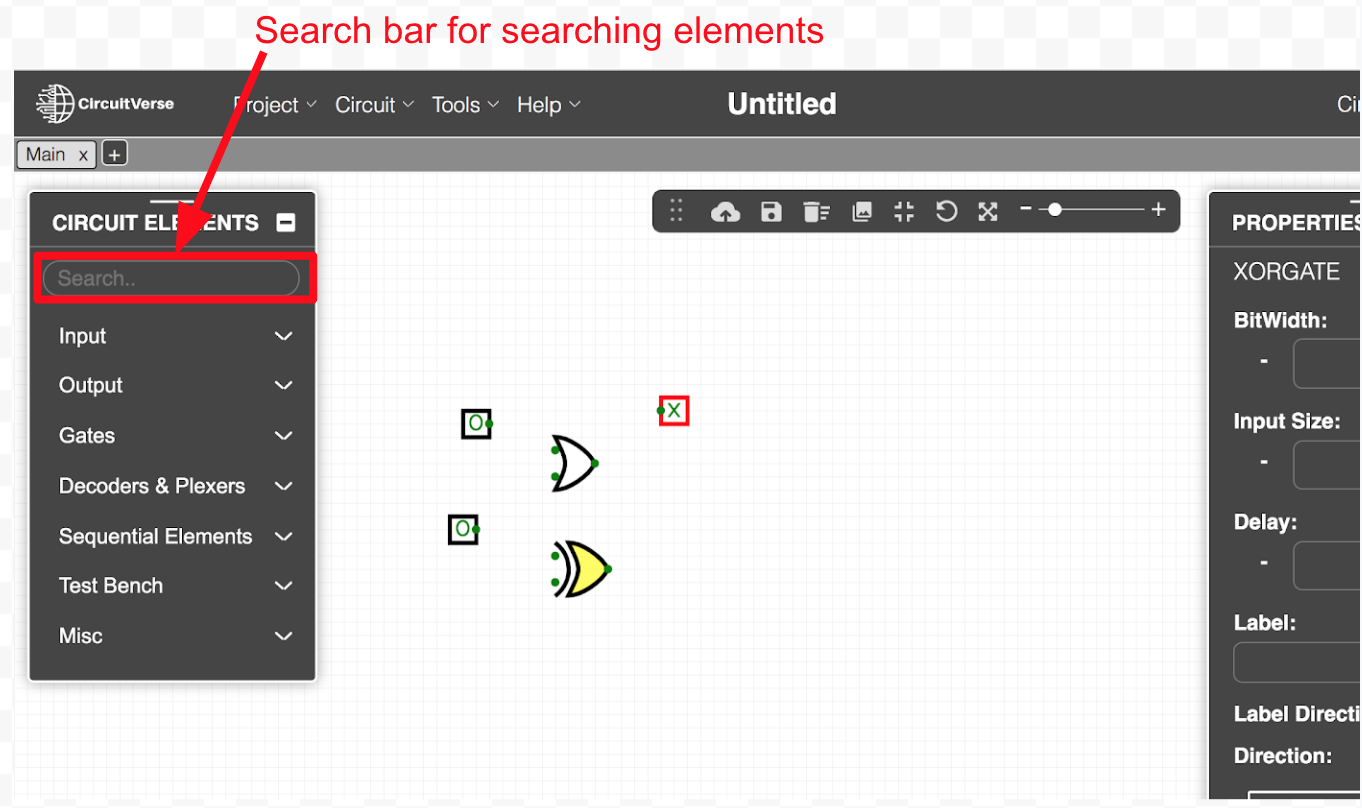 Search bar for searching elements
CircuitVerse Project Circuit Tools Help Untitled Cir
Main x +
CIRCUIT ELEMENTS
Search..
Input
Output
Gates
Decoders & Plexers
Sequential Elements
Test Bench
Misc
0
X
0
- +
PROPERTIES
XORGATE
BitWidth:
-
Input Size:
-
Delay:
-
Label:
Label Directi
Direction: